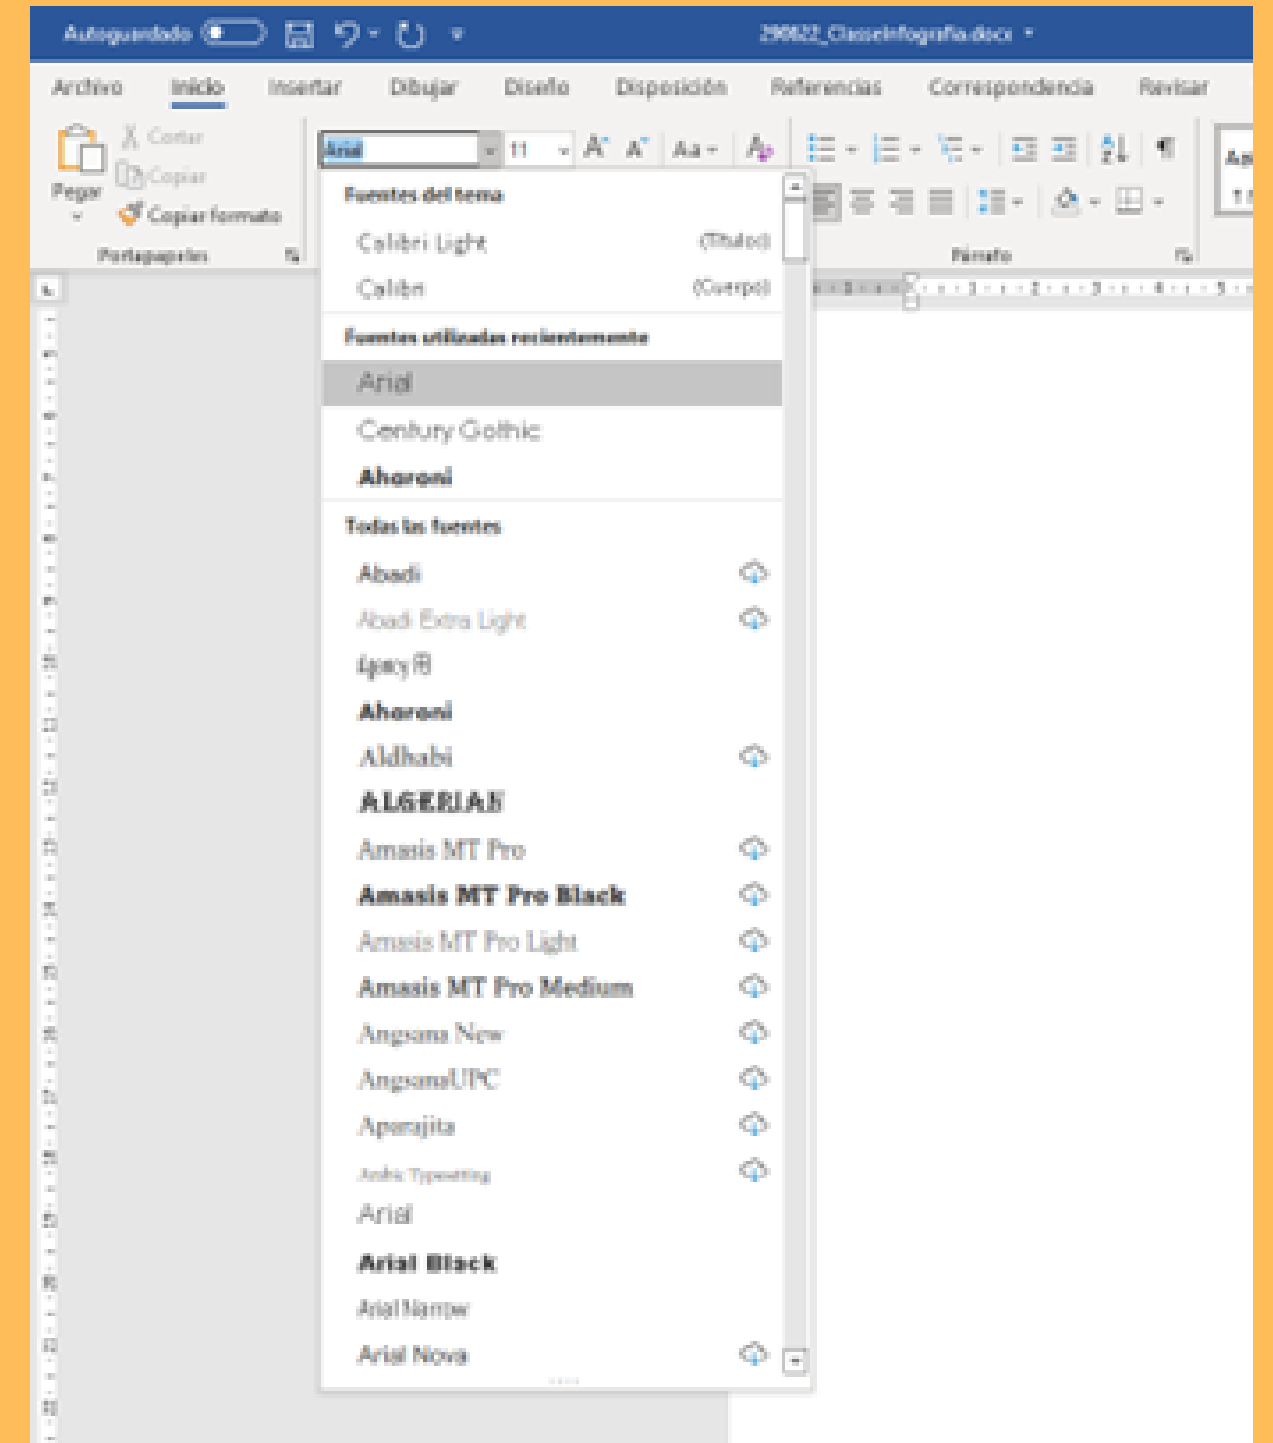 Autoguardado 290622_ClasseInfografia.docx
Archivo Inicio Insertar Dibujar Diseño Disposición Referencias Correspondencia Revisar
Cortar
Arial 11 Aa
Copiar
Pegar
Copiar formato
Portapapeles Párrafo
Fuentes del tema
Calibri Light (Títulos)
Calibri (Cuerpo)
Fuentes utilizadas recientemente
Arial
Century Gothic
Aharoni
Todas las fuentes
Abadi
Abadi Extra Light
Aharoni
Aldhabi
ALGERIAN
Amasis MT Pro
Amasis MT Pro Black
Amasis MT Pro Light
Amasis MT Pro Medium
Angsana New
AngsanaUPC
Aparajita
Arabic Typesetting
Arial
Arial Black
Arial Narrow
Arial Nova